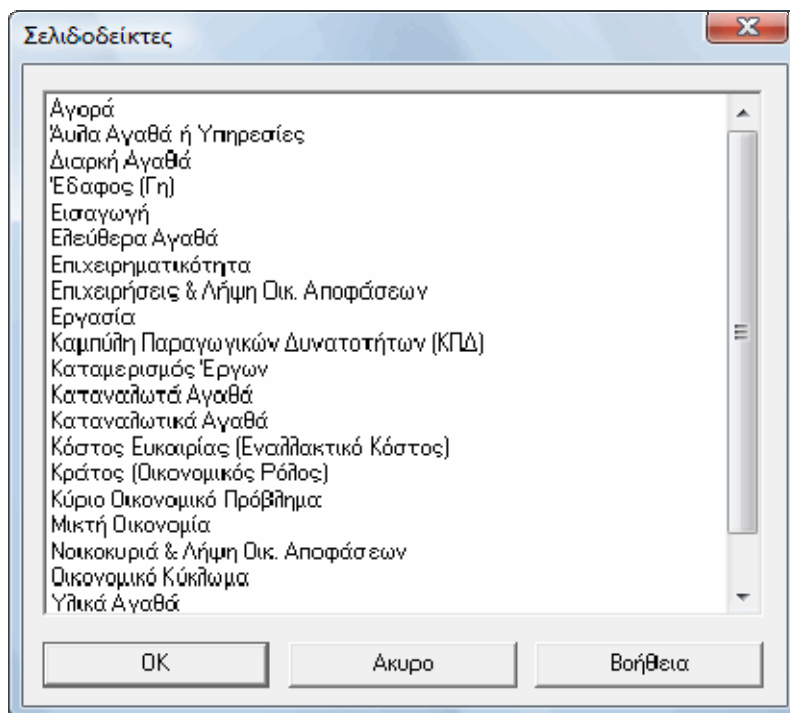 Σελιδοδείκτες
Αγορά
Άυλα Αγαθά ή Υπηρεσίες
Διαρκή Αγαθά
Έδαφος (Γη)
Εισαγωγή
Ελεύθερα Αγαθά
Επιχειρηματικότητα
Επιχειρήσεις & Λήψη Οικ. Αποφάσεων
Εργασία
Καμπύλη Παραγωγικών Δυνατοτήτων (ΚΠΔ)
Καταμερισμός Έργων
Καταναλωτά Αγαθά
Καταναλωτικά Αγαθά
Κόστος Ευκαιρίας (Εναλλακτικό Κόστος)
Κράτος (Οικονομικός Ρόλος)
Κύριο Οικονομικό Πρόβλημα
Μικτή Οικονομία
Νοικοκυριά & Λήψη Οικ. Αποφάσεων
Οικονομικό Κύκλωμα
Υλικά Αγαθά
OK
Ακυρο
Βοήθεια